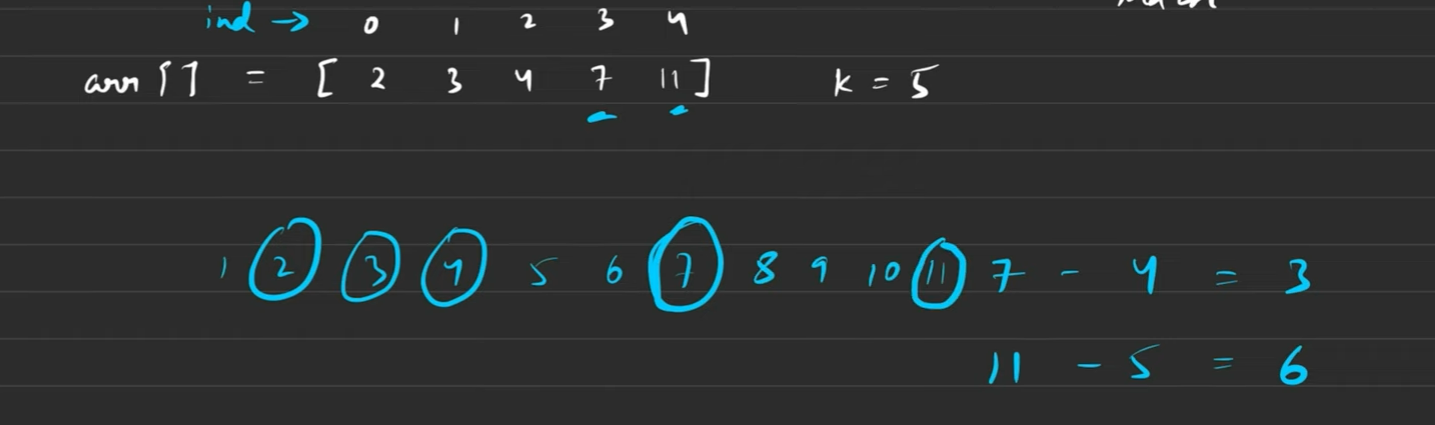 ind → 0 1 2 3 4
arr [] = [ 2 3 4 7 11 ] k = 5
1 2 3 4 5 6 7 8 9 10 11 7 - 4 = 3
11 - 5 = 6